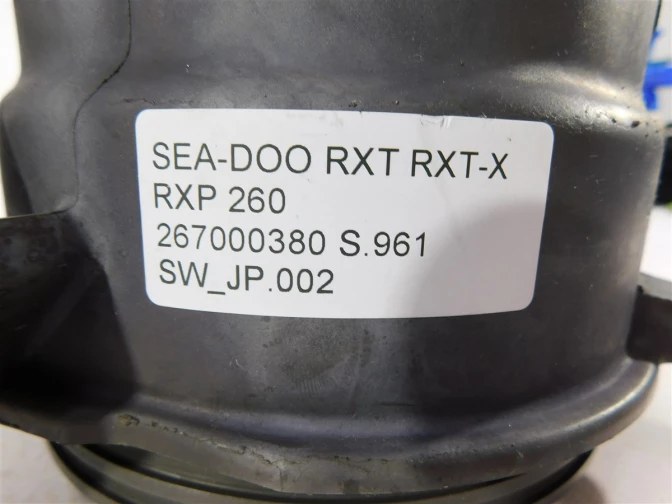 SEA-DOO RXT RXT-X
RXP 260
267000380 S.961
SW_JP.002